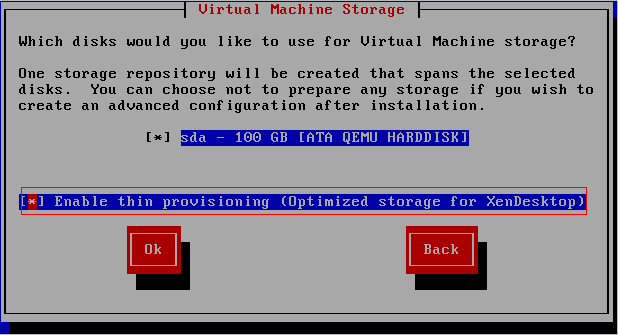 Virtual Machine Storage
Which disks would you like to use for Virtual Machine storage?
One storage repository will be created that spans the selected
disks.  You can choose not to prepare any storage if you wish to
create an advanced configuration after installation.
[*] sda - 100 GB [ATA QEMU HARDDISK]
[*] Enable thin provisioning (Optimized storage for XenDesktop)
Ok
Back